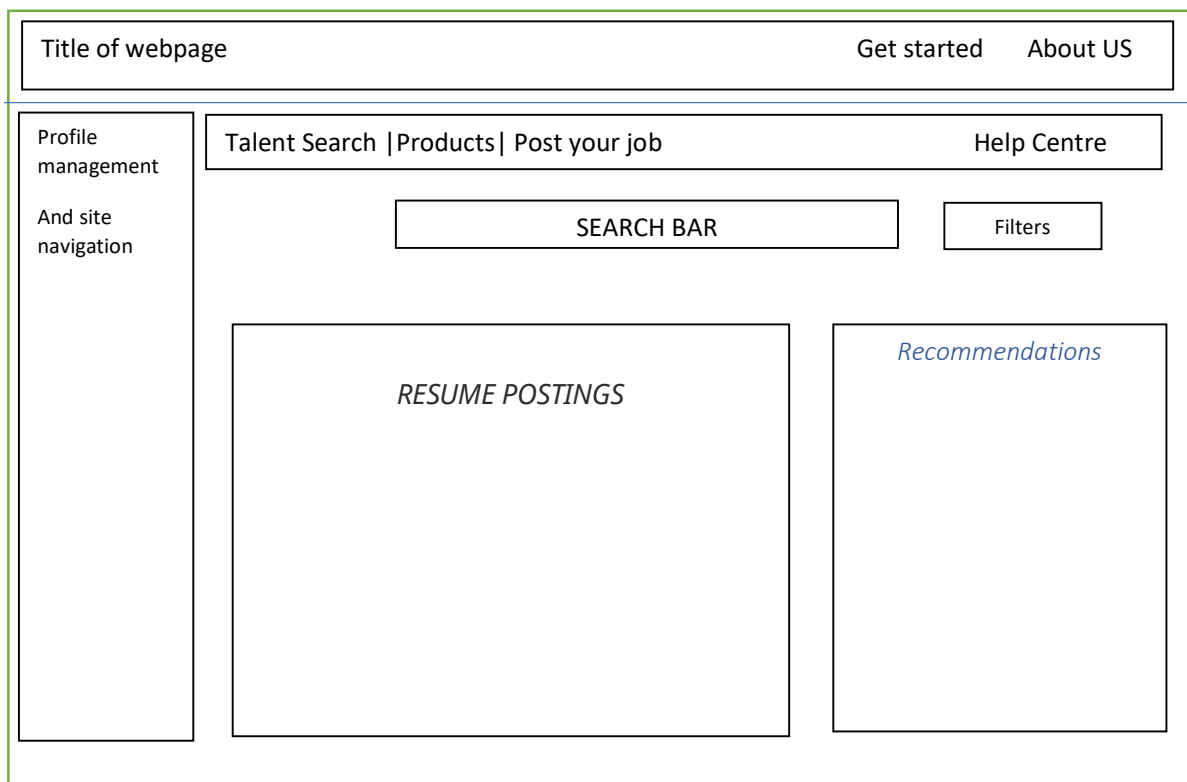 Title of webpage
Get started
About US
Profile
management
And site
navigation
Talent Search |Products| Post your job
Help Centre
SEARCH BAR
Filters
RESUME POSTINGS
Recommendations